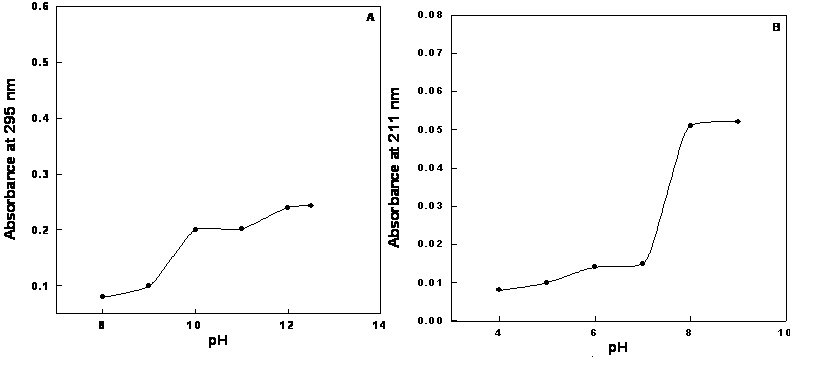 A
0.6
0.5
0.4
0.3
0.2
0.1
8 10 12 14
pH
Absorbance at 295 nm
B
0.08
0.07
0.06
0.05
0.04
0.03
0.02
0.01
0.00
4 6 8 10
pH
Absorbance at 211 nm